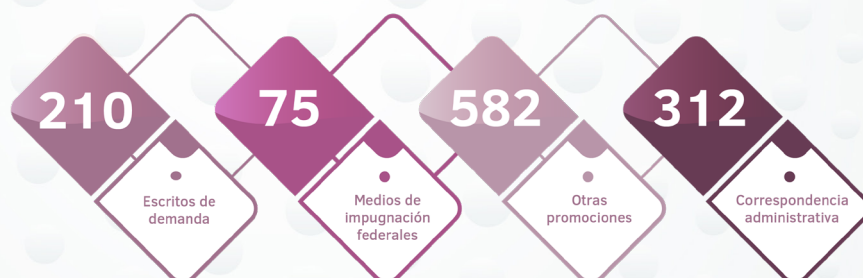 210
Escritos de
demanda
75
Medios de
impugnación
federales
582
Otras
promociones
312
Correspondencia
administrativa